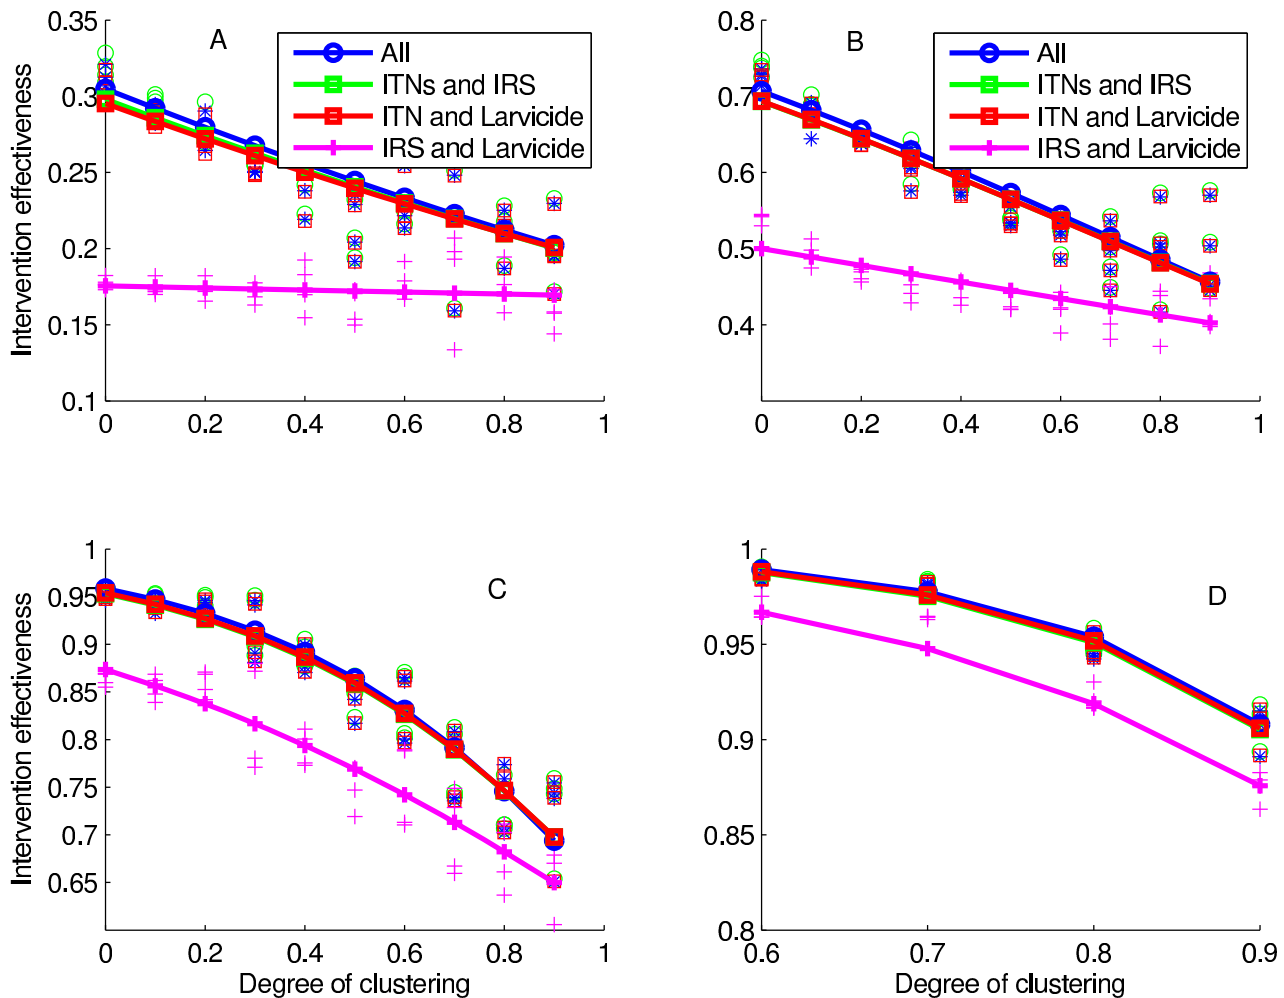 0.35
0.3
0.25
0.2
0.15
0.1
Intervention effectiveness
A
All
ITNs and IRS
ITN and Larvicide
IRS and Larvicide
0 0.2 0.4 0.6 0.8 1
0.8
0.7
0.6
0.5
0.4
Intervention effectiveness
B
All
ITNs and IRS
ITN and Larvicide
IRS and Larvicide
0 0.2 0.4 0.6 0.8 1
1
0.95
0.9
0.85
0.8
0.75
0.7
0.65
Intervention effectiveness
C
0 0.2 0.4 0.6 0.8 1
Degree of clustering
1
0.95
0.9
0.85
0.8
D
0.6 0.7 0.8 0.9
Degree of clustering